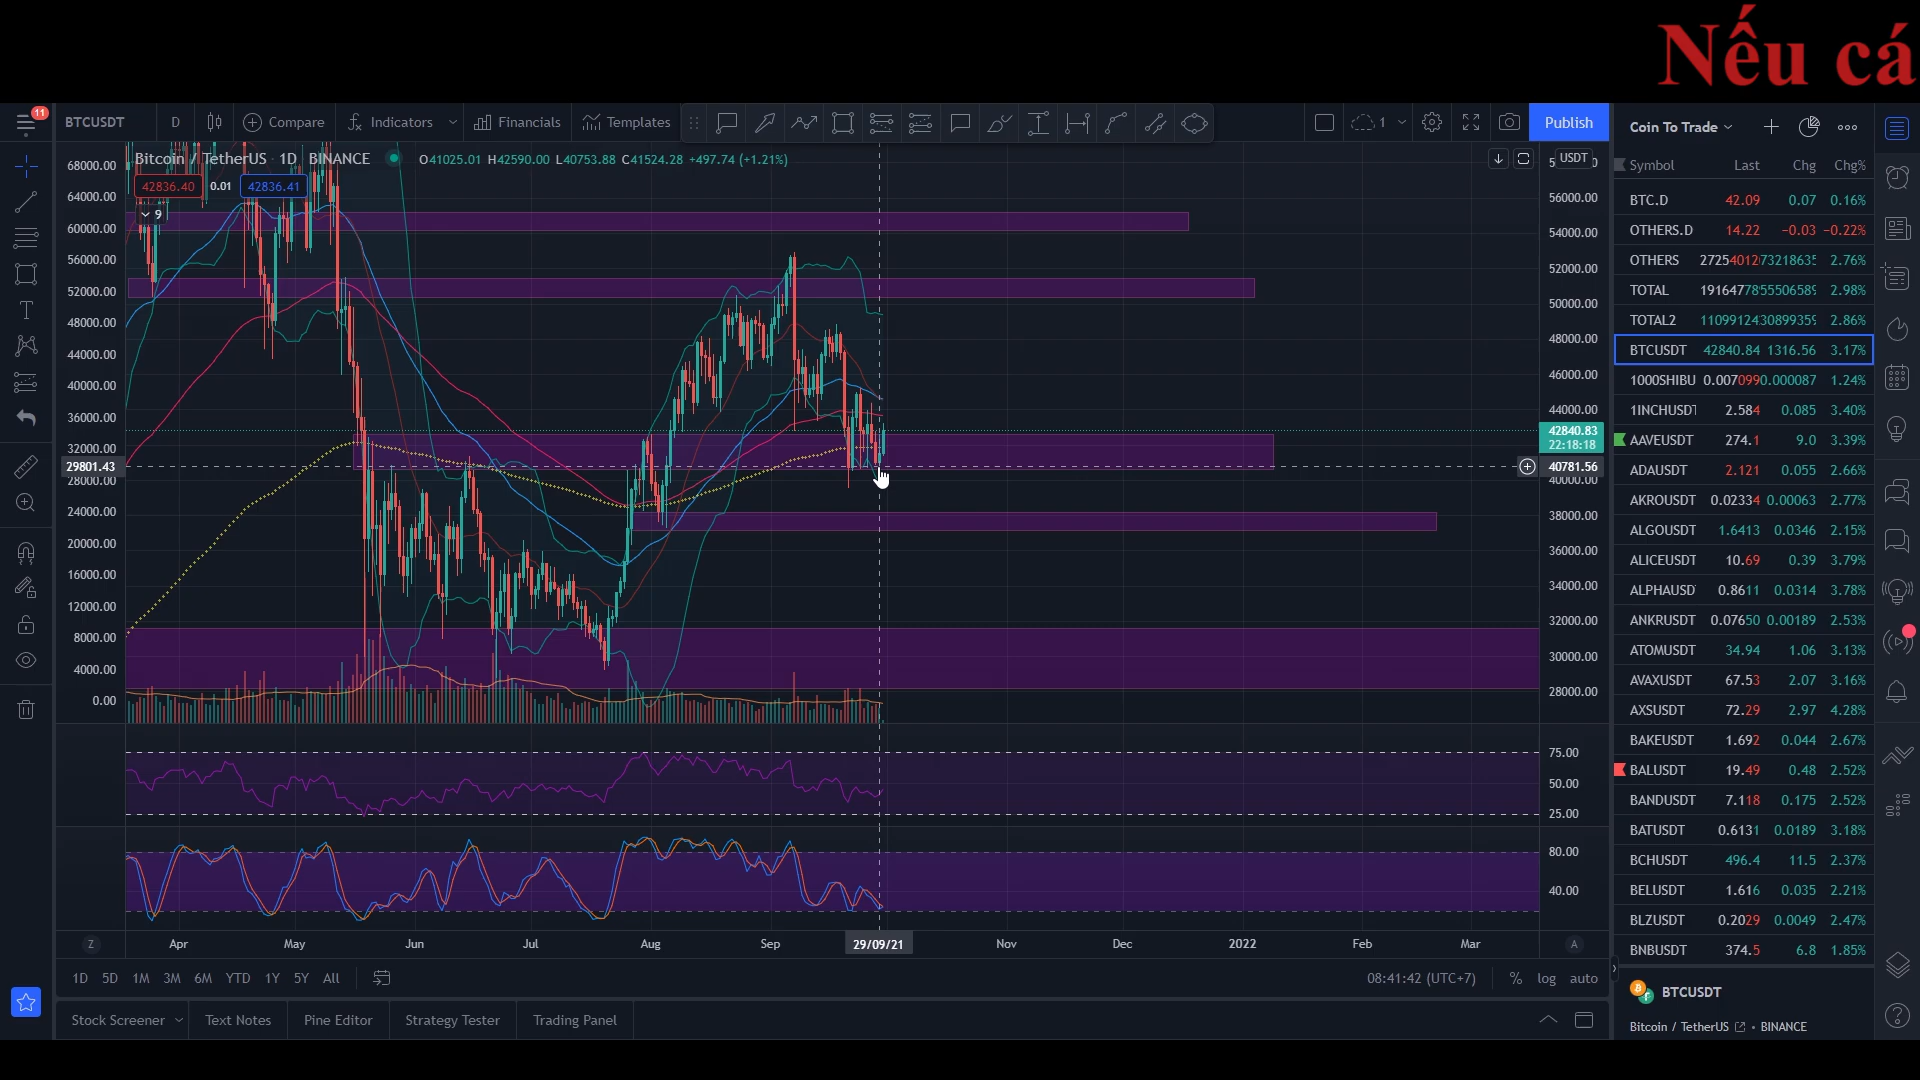 Nếu cá
11
BTCUSDT D Compare Indicators Financials Templates 1 Publish
Coin To Trade
Bitcoin / TetherUS · 1D · BINANCE O41025.01 H42590.00 L40753.88 C41524.28 +497.74 (+1.21%)
42836.40 0.01 42836.41
9
USDT
68000.00
64000.00
60000.00
56000.00
52000.00
48000.00
44000.00
40000.00
36000.00
32000.00
29801.43
28000.00
24000.00
20000.00
16000.00
12000.00
8000.00
4000.00
0.00
56000.00
54000.00
52000.00
50000.00
48000.00
46000.00
44000.00
42840.83
22:18:18
40781.56
40000.00
38000.00
36000.00
34000.00
32000.00
30000.00
28000.00
75.00
50.00
25.00
80.00
40.00
Z Apr May Jun Jul Aug Sep 29/09/21 Nov Dec 2022 Feb Mar A
1D 5D 1M 3M 6M YTD 1Y 5Y All 08:41:42 (UTC+7) % log auto
Stock Screener Text Notes Pine Editor Strategy Tester Trading Panel
Symbol Last Chg Chg%
BTC.D 42.09 0.07 0.16%
OTHERS.D 14.22 −0.03 −0.22%
OTHERS 2.76%
TOTAL 2.98%
TOTAL2 2.86%
BTCUSDT 42840.84 1316.56 3.17%
1000SHIBU 0.007099 0.000087 1.24%
1INCHUSDT 2.584 0.085 3.40%
AAVEUSDT 274.1 9.0 3.39%
ADAUSDT 2.121 0.055 2.66%
AKROUSDT 0.02334 0.00063 2.77%
ALGOUSDT 1.6413 0.0346 2.15%
ALICEUSDT 10.69 0.39 3.79%
ALPHAUSD 0.8611 0.0314 3.78%
ANKRUSDT 0.07650 0.00189 2.53%
ATOMUSDT 34.94 1.06 3.13%
AVAXUSDT 67.53 2.07 3.16%
AXSUSDT 72.29 2.97 4.28%
BAKEUSDT 1.692 0.044 2.67%
BALUSDT 19.49 0.48 2.52%
BANDUSDT 7.118 0.175 2.52%
BATUSDT 0.6131 0.0189 3.18%
BCHUSDT 496.4 11.5 2.37%
BELUSDT 1.616 0.035 2.21%
BLZUSDT 0.2029 0.0049 2.47%
BNBUSDT 374.5 6.8 1.85%
BTCUSDT
Bitcoin / TetherUS · BINANCE